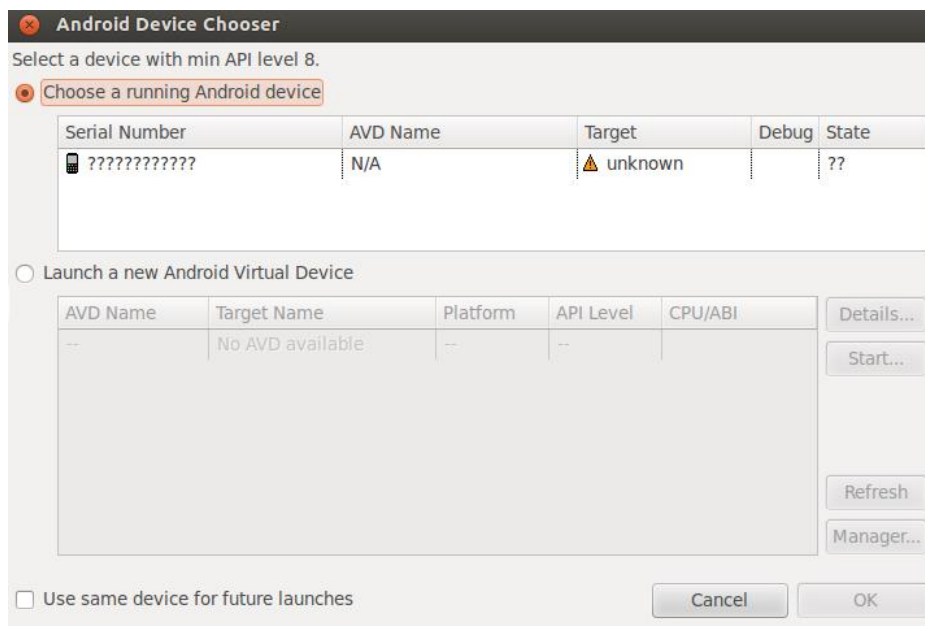 Android Device Chooser
Select a device with min API level 8.
Choose a running Android device
Serial Number AVD Name Target Debug State
???????????? N/A unknown ??
Launch a new Android Virtual Device
AVD Name Target Name Platform API Level CPU/ABI Details...
-- No AVD available -- --
Start...
Refresh
Manager...
Use same device for future launches Cancel OK